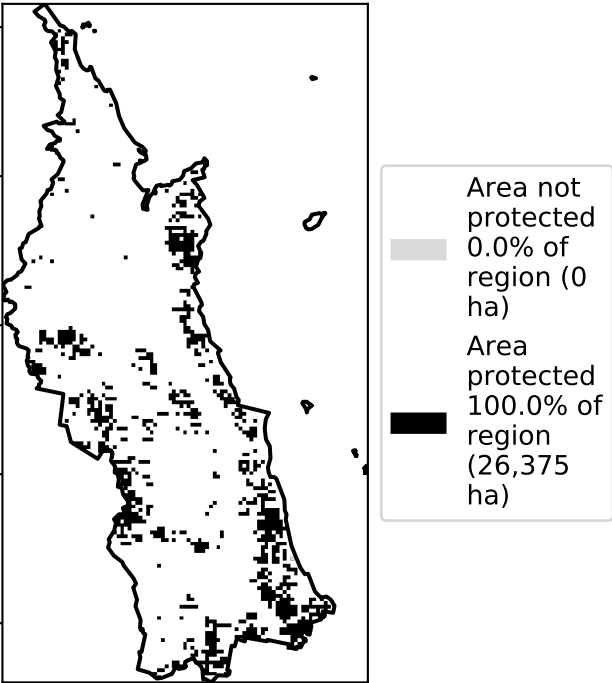 Area not
protected
0.0% of
region (0
ha)
Area
protected
100.0% of
region
(26,375
ha)